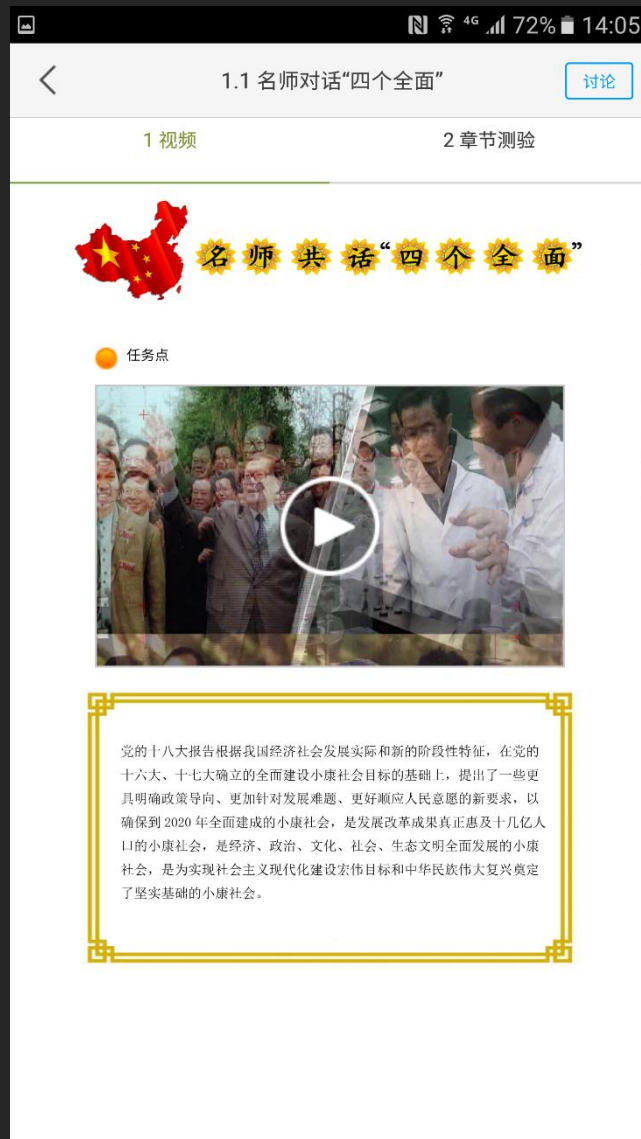 4G 72% 14:05
1.1 名师对话“四个全面”
讨论
1 视频
2 章节测验
名师共话“四个全面”
任务点
党的十八大报告根据我国经济社会发展实际和新的阶段性特征，在党的
十六大、十七大确立的全面建设小康社会目标的基础上，提出了一些更
具明确政策导向、更加针对发展难题、更好顺应人民意愿的新要求，以
确保到 2020 年全面建成的小康社会，是发展改革成果真正惠及十几亿人
口的小康社会，是经济、政治、文化、社会、生态文明全面发展的小康
社会，是为实现社会主义现代化建设宏伟目标和中华民族伟大复兴奠定
了坚实基础的小康社会。